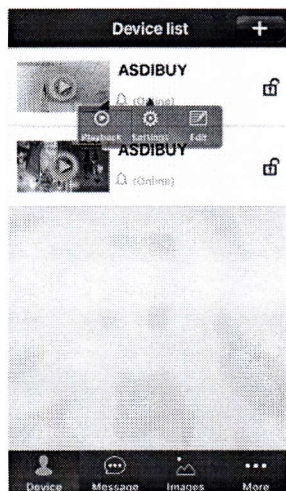 Device list +
ASDIBUY
(Online)
Playback Settings Edit
ASDIBUY
(Online)
Device Message Images More